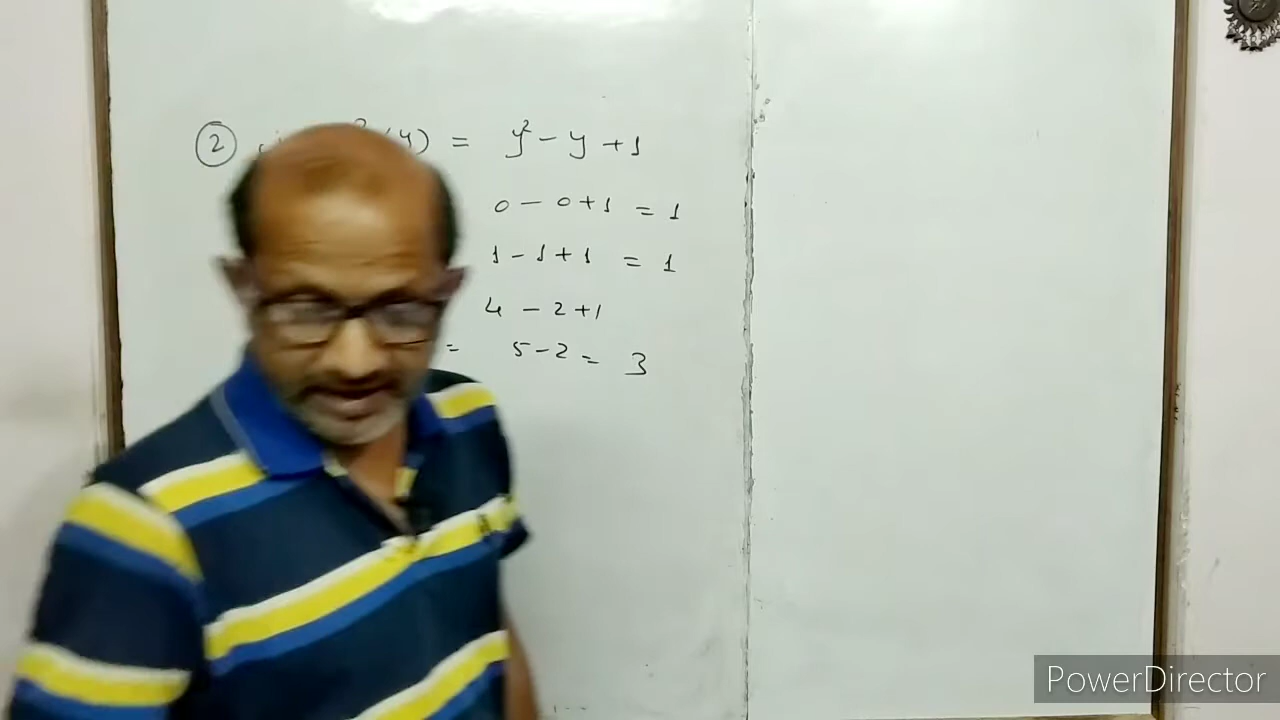 ② (y) = y² - y + 1
0 - 0 + 1 = 1
1 - 1 + 1 = 1
4 - 2 + 1
= 5 - 2 = 3
PowerDirector